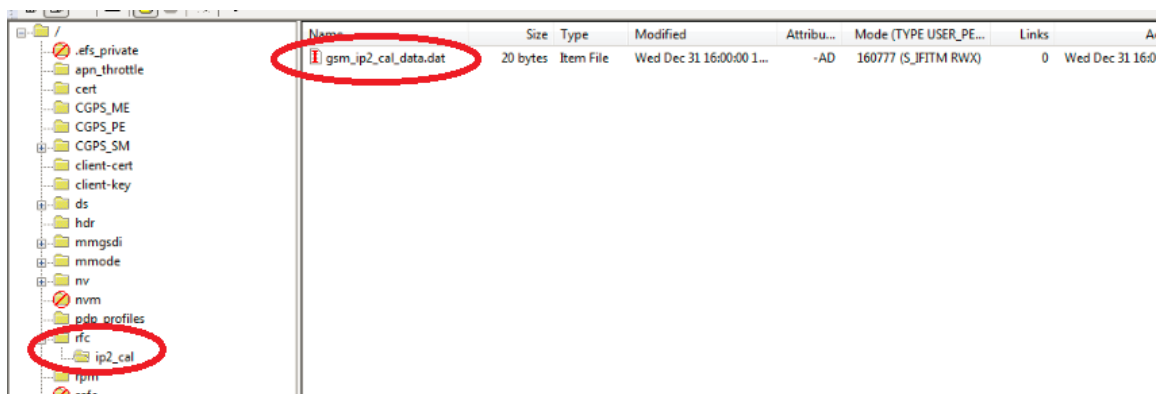 /
.efs_private
apn_throttle
cert
CGPS_ME
CGPS_PE
CGPS_SM
client-cert
client-key
ds
hdr
mmgsdi
mmode
nv
nvm
pdp_profiles
rfc
ip2_cal
Name Size Type Modified Attribu... Mode (TYPE USER_PE... Links
gsm_ip2_cal_data.dat 20 bytes Item File Wed Dec 31 16:00:00 1... -AD 160777 (S_IFITM RWX) 0 Wed Dec 31 16:0